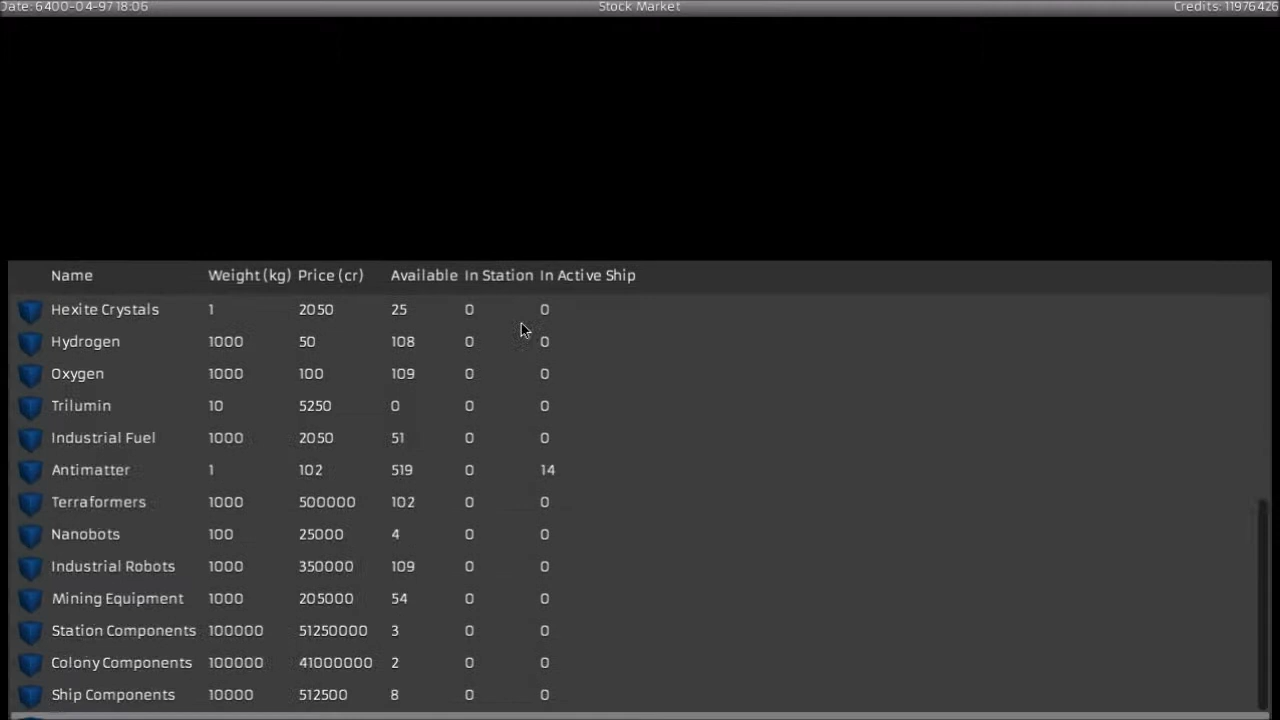 Date: 6400-04-97 18:06 Stock Market Credits: 11976426
Name Weight (kg) Price (cr) Available In Station In Active Ship
Hexite Crystals 1 2050 25 0 0
Hydrogen 1000 50 108 0 0
Oxygen 1000 100 109 0 0
Trilumin 10 5250 0 0 0
Industrial Fuel 1000 2050 51 0 0
Antimatter 1 102 519 0 14
Terraformers 1000 500000 102 0 0
Nanobots 100 25000 4 0 0
Industrial Robots 1000 350000 109 0 0
Mining Equipment 1000 205000 54 0 0
Station Components 100000 51250000 3 0 0
Colony Components 100000 41000000 2 0 0
Ship Components 10000 512500 8 0 0